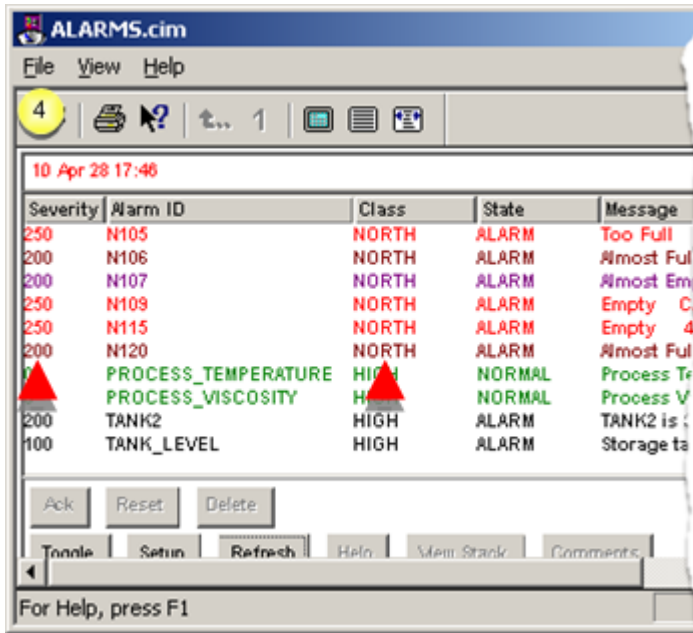 ALARMS.cim
File View Help
4 1
10 Apr 28 17:46
Severity Alarm ID Class State Message
250 N105 NORTH ALARM Too Full
200 N106 NORTH ALARM Almost Ful
200 N107 NORTH ALARM Almost Em
250 N109 NORTH ALARM Empty C
250 N115 NORTH ALARM Empty 4
200 N120 NORTH ALARM Almost Ful
PROCESS_TEMPERATURE HIGH NORMAL Process Te
PROCESS_VISCOSITY NORMAL Process V
200 TANK2 HIGH ALARM TANK2 is
100 TANK_LEVEL HIGH ALARM Storage ta
Ack Reset Delete
Toggle Setup Refresh Help View Stack Comments
For Help, press F1